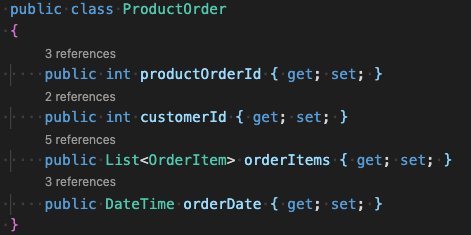 public class ProductOrder
{
3 references
public int productOrderId { get; set; }
2 references
public int customerId { get; set; }
5 references
public List<OrderItem> orderItems { get; set; }
3 references
public DateTime orderDate { get; set; }
}